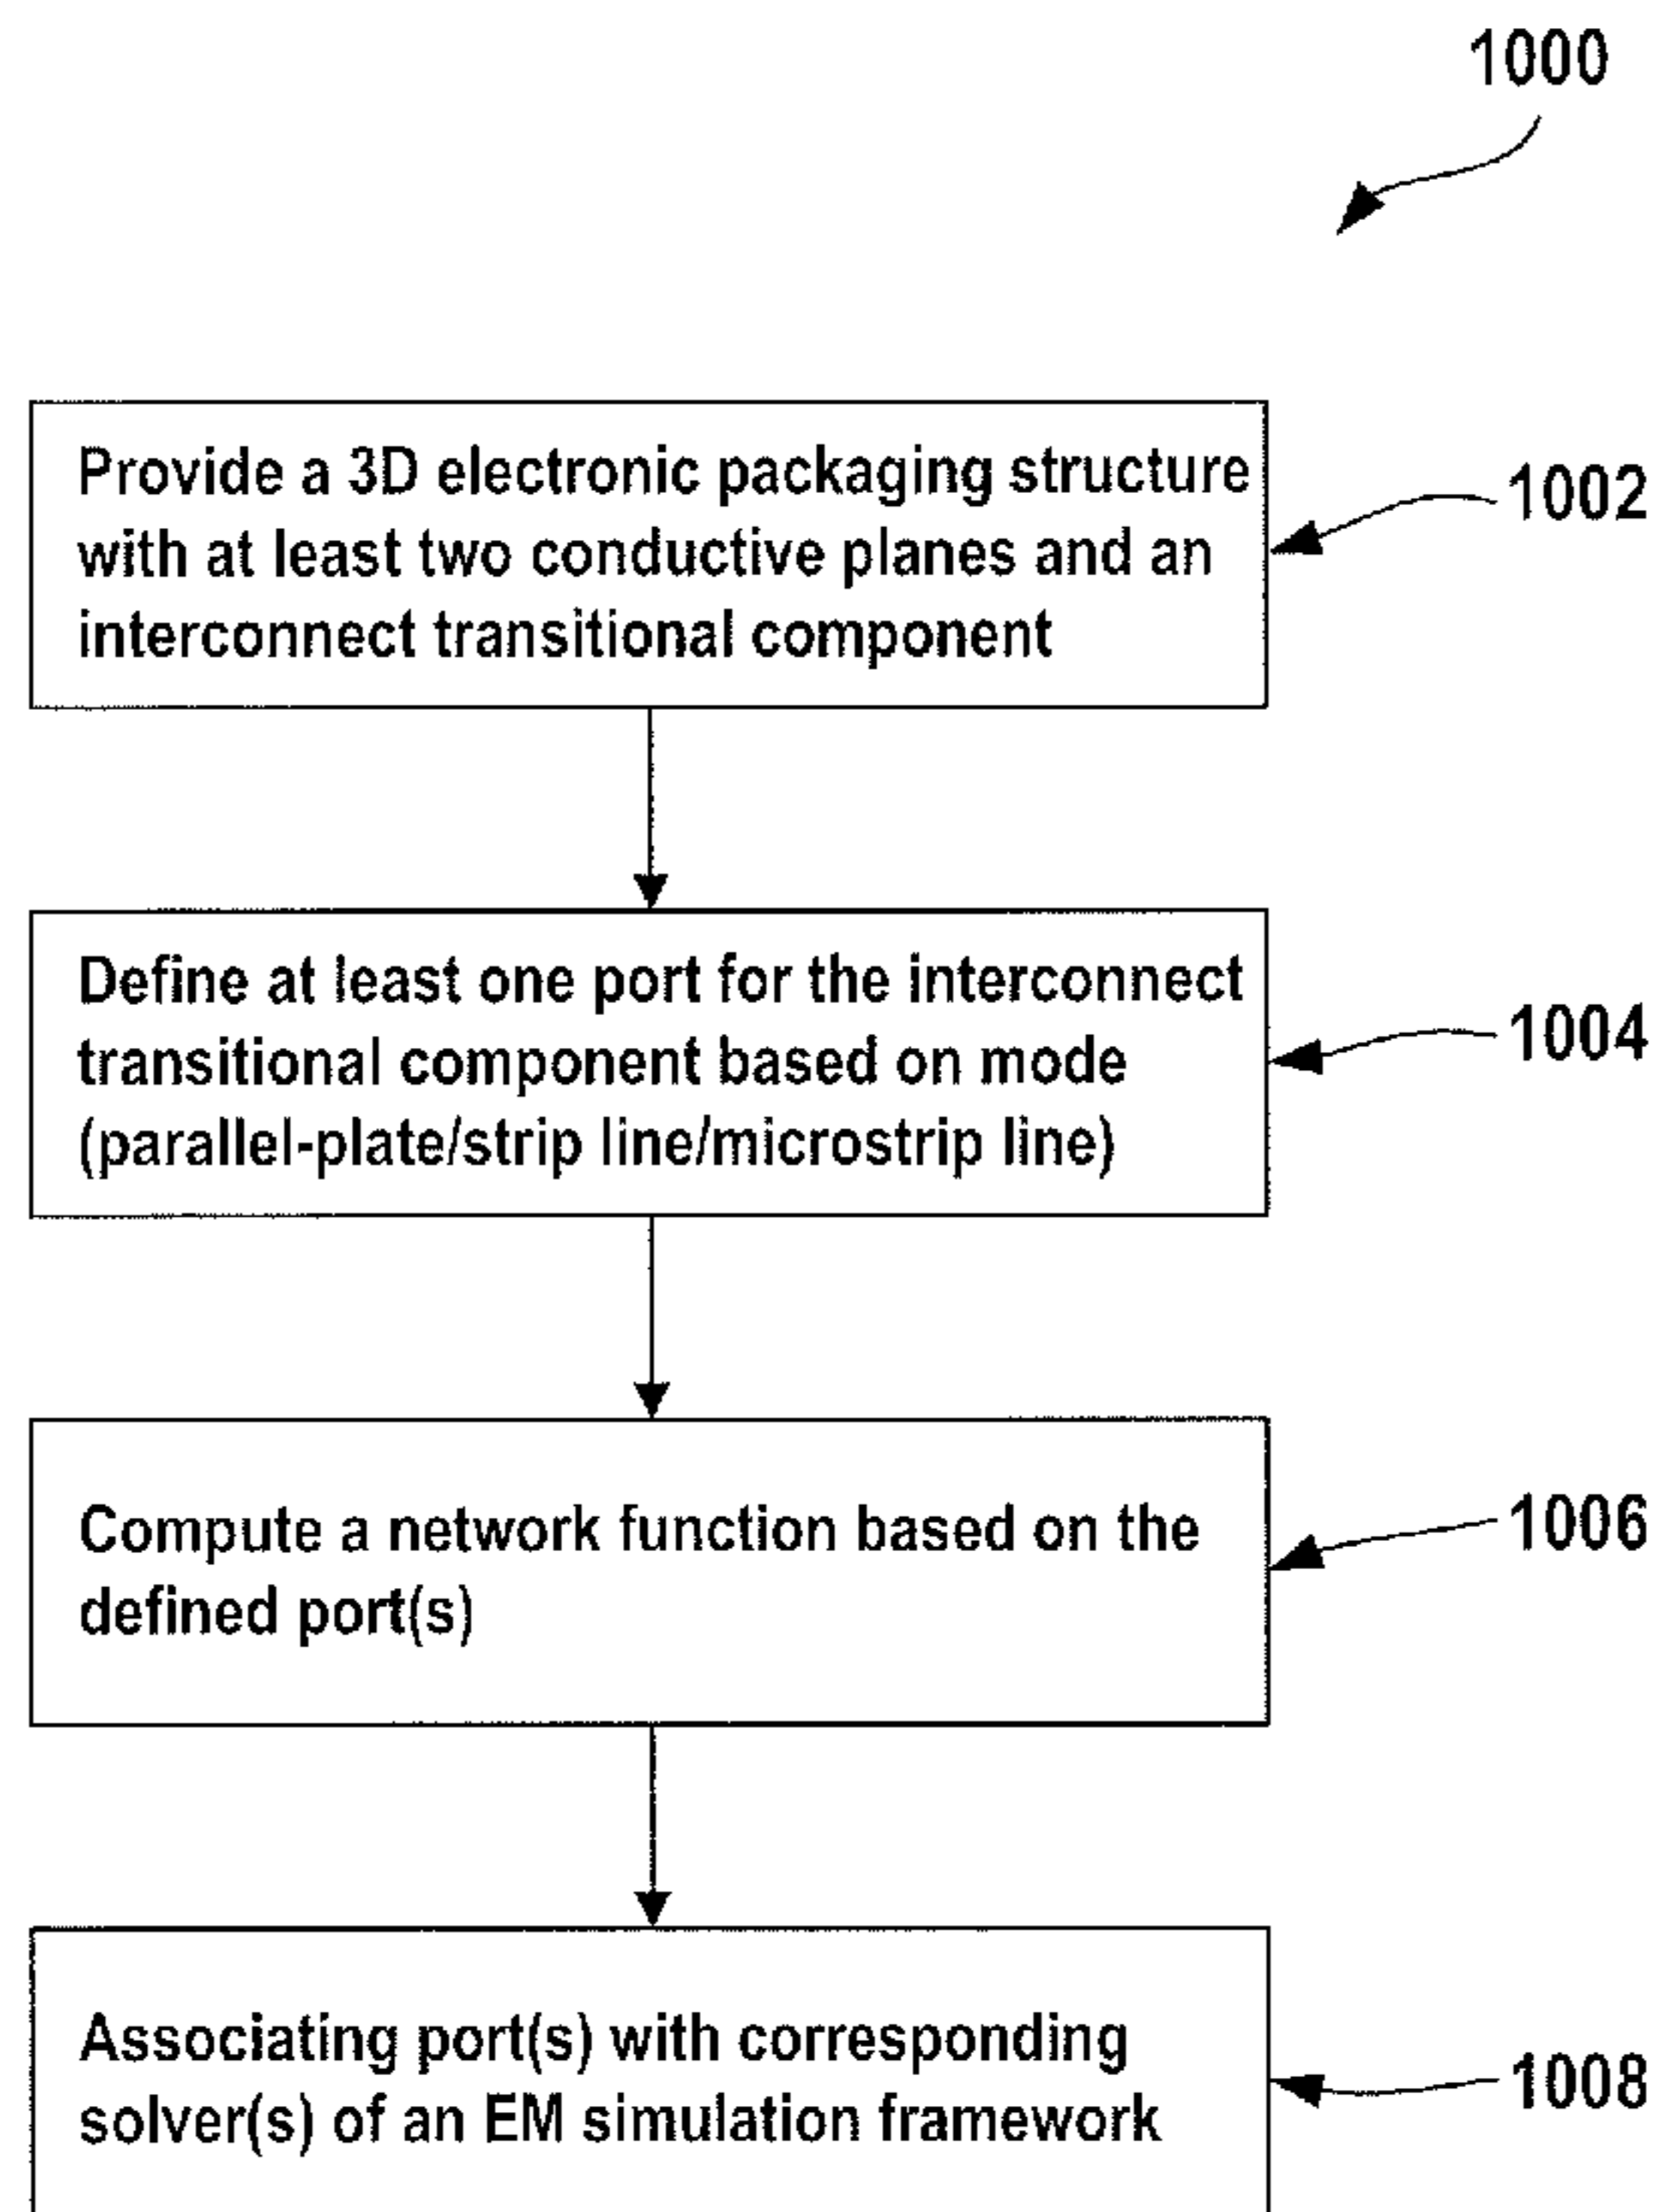 1000
Provide a 3D electronic packaging structure
with at least two conductive planes and an
interconnect transitional component
1002
Define at least one port for the interconnect
transitional component based on mode
(parallel-plate/strip line/microstrip line)
1004
Compute a network function based on the
defined port(s)
1006
Associating port(s) with corresponding
solver(s) of an EM simulation framework
1008